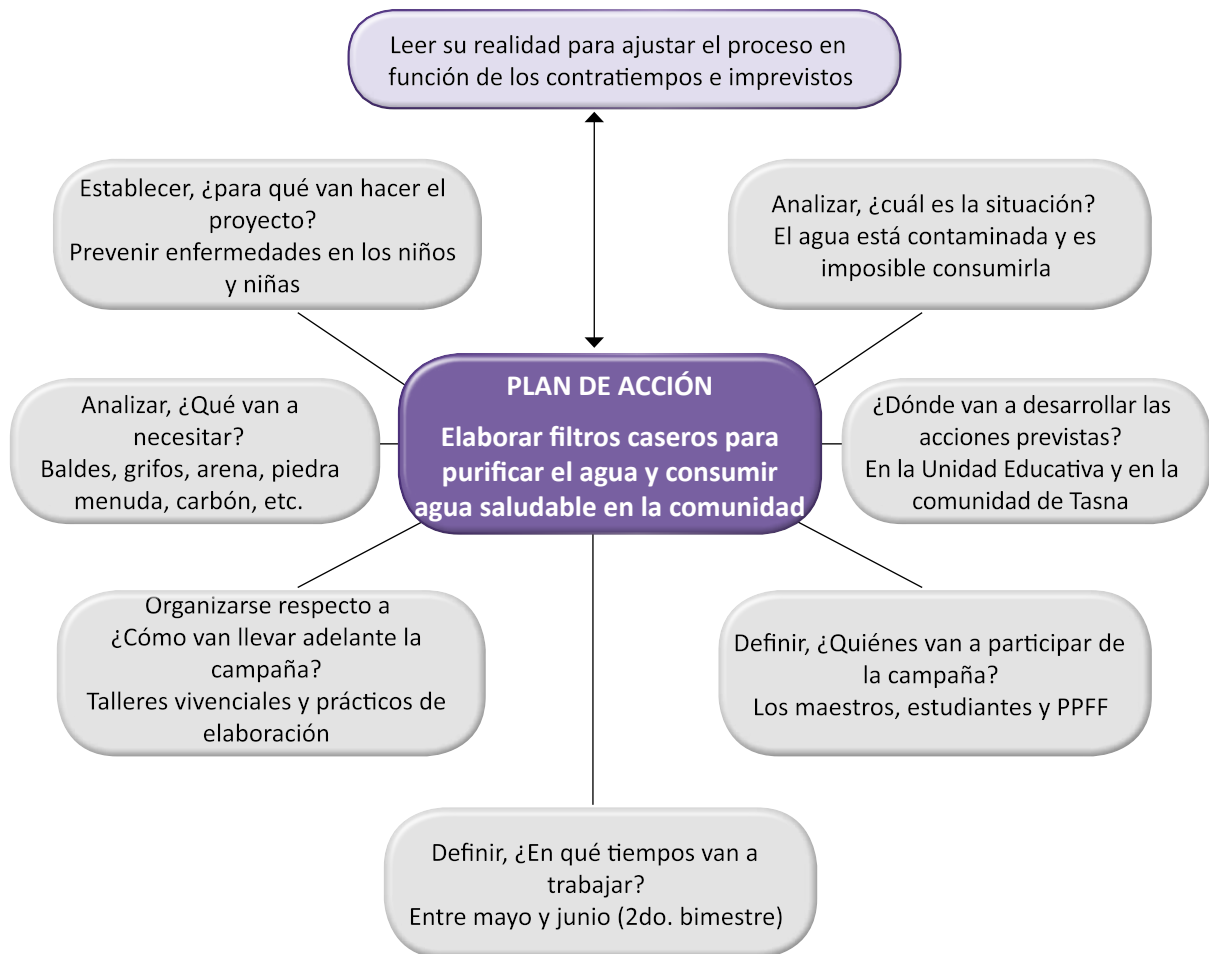 Leer su realidad para ajustar el proceso en
función de los contratiempos e imprevistos
Establecer, ¿para qué van hacer el
proyecto?
Prevenir enfermedades en los niños
y niñas
Analizar, ¿cuál es la situación?
El agua está contaminada y es
imposible consumirla
PLAN DE ACCIÓN
Elaborar filtros caseros para
purificar el agua y consumir
agua saludable en la comunidad
Analizar, ¿Qué van a
necesitar?
Baldes, grifos, arena, piedra
menuda, carbón, etc.
¿Dónde van a desarrollar las
acciones previstas?
En la Unidad Educativa y en la
comunidad de Tasna
Organizarse respecto a
¿Cómo van llevar adelante la
campaña?
Talleres vivenciales y prácticos de
elaboración
Definir, ¿Quiénes van a participar de
la campaña?
Los maestros, estudiantes y PPFF
Definir, ¿En qué tiempos van a
trabajar?
Entre mayo y junio (2do. bimestre)